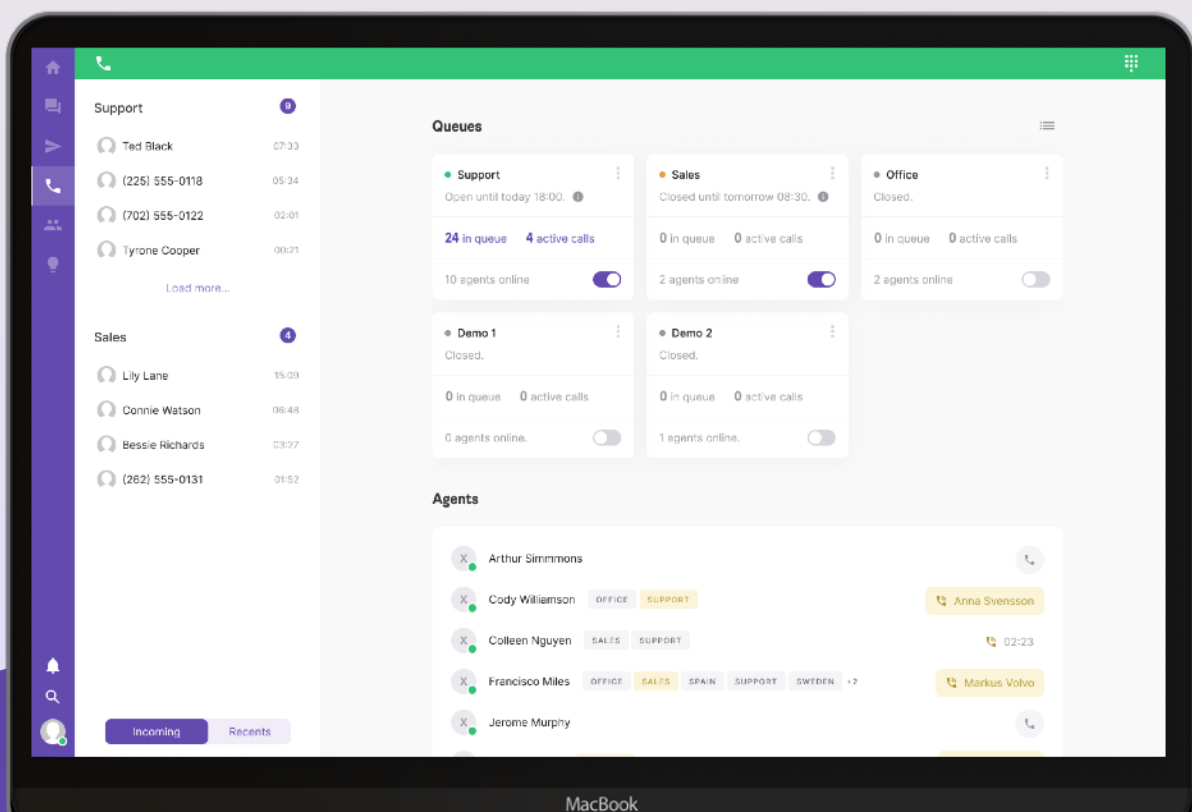 Support 9
Ted Black 07:33
(225) 555-0118 05:34
(702) 555-0122 02:01
Tyrone Cooper 00:21
Load more...
Sales 4
Lily Lane 15:09
Connie Watson 06:48
Bessie Richards 03:27
(262) 555-0131 01:52
Incoming Recents
Queues
Support
Open until today 18:00.
24 in queue 4 active calls
10 agents online
Sales
Closed until tomorrow 08:30.
0 in queue 0 active calls
2 agents online
Office
Closed.
0 in queue 0 active calls
2 agents online
Demo 1
Closed.
0 in queue 0 active calls
0 agents online.
Demo 2
Closed.
0 in queue 0 active calls
1 agents online.
Agents
X Arthur Simmmons
X Cody Williamson OFFICE SUPPORT Anna Svensson
X Colleen Nguyen SALES SUPPORT 02:23
X Francisco Miles OFFICE SALES SPAIN SUPPORT SWEDEN +2 Markus Volvo
X Jerome Murphy
MacBook